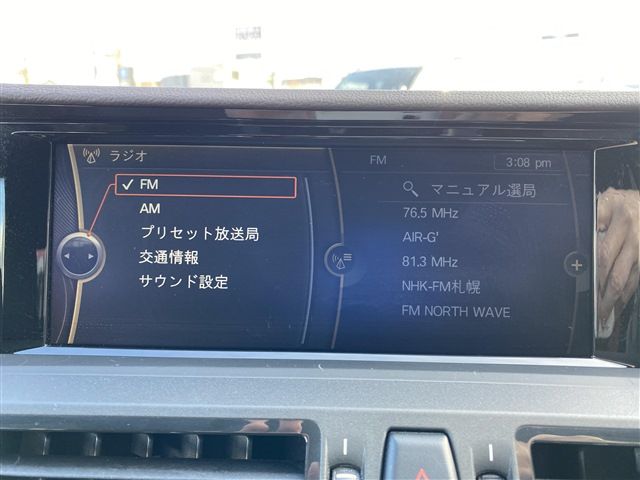 ラジオ
FM
AM
プリセット放送局
交通情報
サウンド設定
FM
3:08 pm
マニュアル選局
76.5 MHz
AIR-G'
81.3 MHz
NHK-FM札幌
FM NORTH WAVE